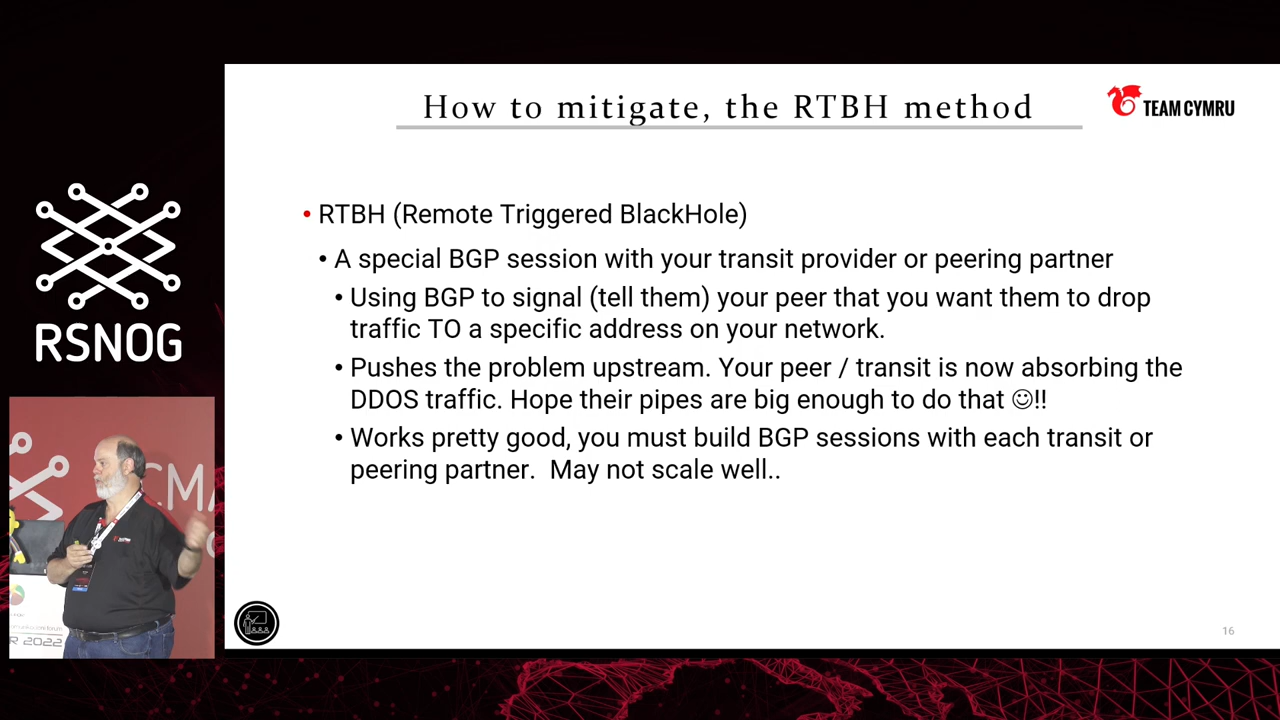 How to mitigate, the RTBH method
TEAM CYMRU
• RTBH (Remote Triggered BlackHole)
• A special BGP session with your transit provider or peering partner
• Using BGP to signal (tell them) your peer that you want them to drop
traffic TO a specific address on your network.
• Pushes the problem upstream. Your peer / transit is now absorbing the
DDOS traffic. Hope their pipes are big enough to do that ☺!!
• Works pretty good, you must build BGP sessions with each transit or
peering partner.  May not scale well..
16
RSNOG
CM
R 2022